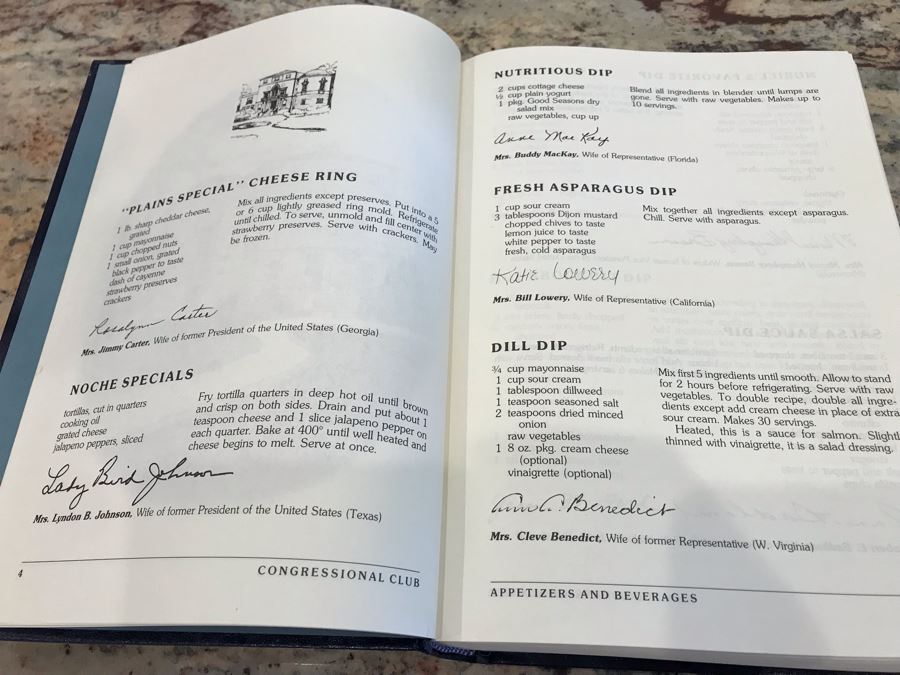 "PLAINS SPECIAL" CHEESE RING
1 lb. sharp cheddar cheese,
grated
1 cup mayonnaise
1 cup chopped nuts
1 small onion, grated
black pepper to taste
dash of cayenne
strawberry preserves
crackers
Mix all ingredients except preserves. Put into a 5
or 6 cup lightly greased ring mold. Refrigerate
until chilled. To serve, unmold and fill center with
strawberry preserves. Serve with crackers. May
be frozen.
Rosalynn Carter
Mrs. Jimmy Carter, Wife of former President of the United States (Georgia)
NOCHE SPECIALS
tortillas, cut in quarters
cooking oil
grated cheese
jalapeno peppers, sliced
Fry tortilla quarters in deep hot oil until brown
and crisp on both sides. Drain and put about 1
teaspoon cheese and 1 slice jalapeno pepper on
each quarter. Bake at 400° until well heated and
cheese begins to melt. Serve at once.
Lady Bird Johnson
Mrs. Lyndon B. Johnson, Wife of former President of the United States (Texas)
4
CONGRESSIONAL CLUB
NUTRITIOUS DIP
2 cups cottage cheese
½ cup plain yogurt
1 pkg. Good Seasons dry
salad mix
raw vegetables, cup up
Blend all ingredients in blender until lumps are
gone. Serve with raw vegetables. Makes up to
10 servings.
Anne MacKay
Mrs. Buddy MacKay, Wife of Representative (Florida)
FRESH ASPARAGUS DIP
1 cup sour cream
3 tablespoons Dijon mustard
chopped chives to taste
lemon juice to taste
white pepper to taste
fresh, cold asparagus
Mix together all ingredients except asparagus.
Chill. Serve with asparagus.
Katie Lowery
Mrs. Bill Lowery, Wife of Representative (California)
DILL DIP
¾ cup mayonnaise
1 cup sour cream
1 tablespoon dillweed
1 teaspoon seasoned salt
2 teaspoons dried minced
onion
raw vegetables
1 8 oz. pkg. cream cheese
(optional)
vinaigrette (optional)
Mix first 5 ingredients until smooth. Allow to stand
for 2 hours before refrigerating. Serve with raw
vegetables. To double recipe, double all ingre-
dients except add cream cheese in place of extra
sour cream. Makes 30 servings.
Heated, this is a sauce for salmon. Slightl
thinned with vinaigrette, it is a salad dressing.
Ann A. Benedict
Mrs. Cleve Benedict, Wife of former Representative (W. Virginia)
APPETIZERS AND BEVERAGES